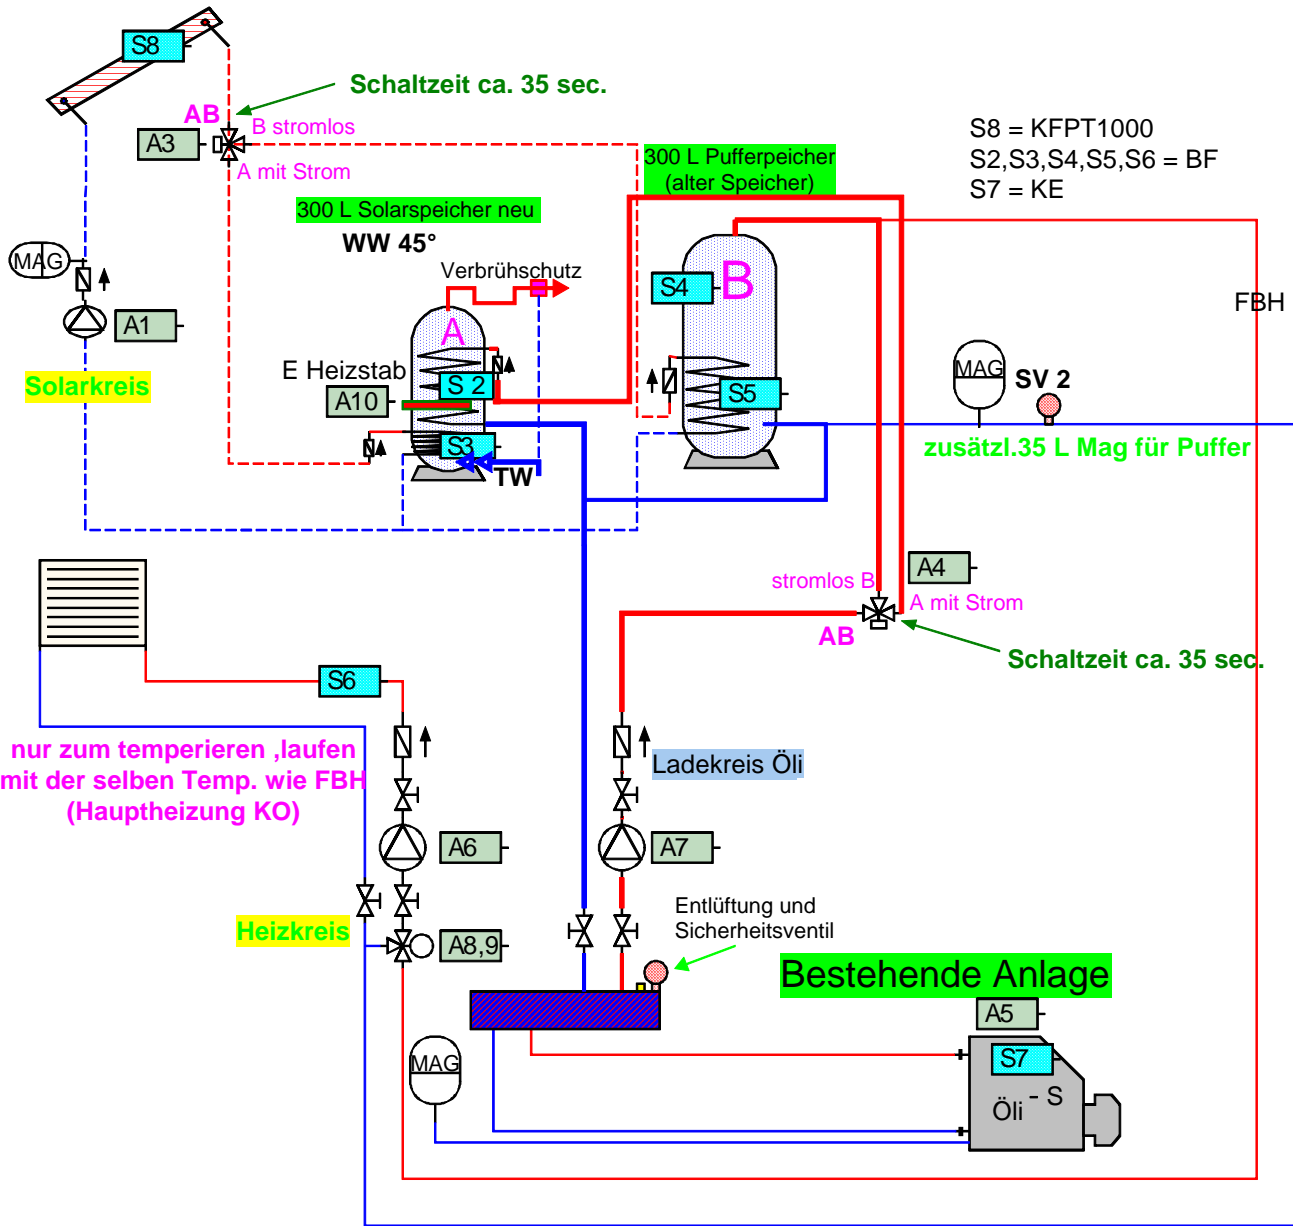 S8
Schaltzeit ca. 35 sec.
AB
B stromlos
A3
A mit Strom
S8 = KFPT1000
S2,S3,S4,S5,S6 = BF
S7 = KE
300 L Pufferpeicher
(alter Speicher)
300 L Solarspeicher neu
WW 45°
MAG
Verbrühschutz
S4
B
FBH
A1
A
E Heizstab
MAG
SV 2
Solarkreis
S 2
A10
S5
S3
zusätzl.35 L Mag für Puffer
TW
A4
stromlos B
A mit Strom
AB
Schaltzeit ca. 35 sec.
S6
nur zum temperieren ,laufen
mit der selben Temp. wie FBH
(Hauptheizung KO)
Ladekreis Öli
A6
A7
Entlüftung und
Sicherheitsventil
Heizkreis
A8,9
Bestehende Anlage
A5
MAG
S7
Öli - S